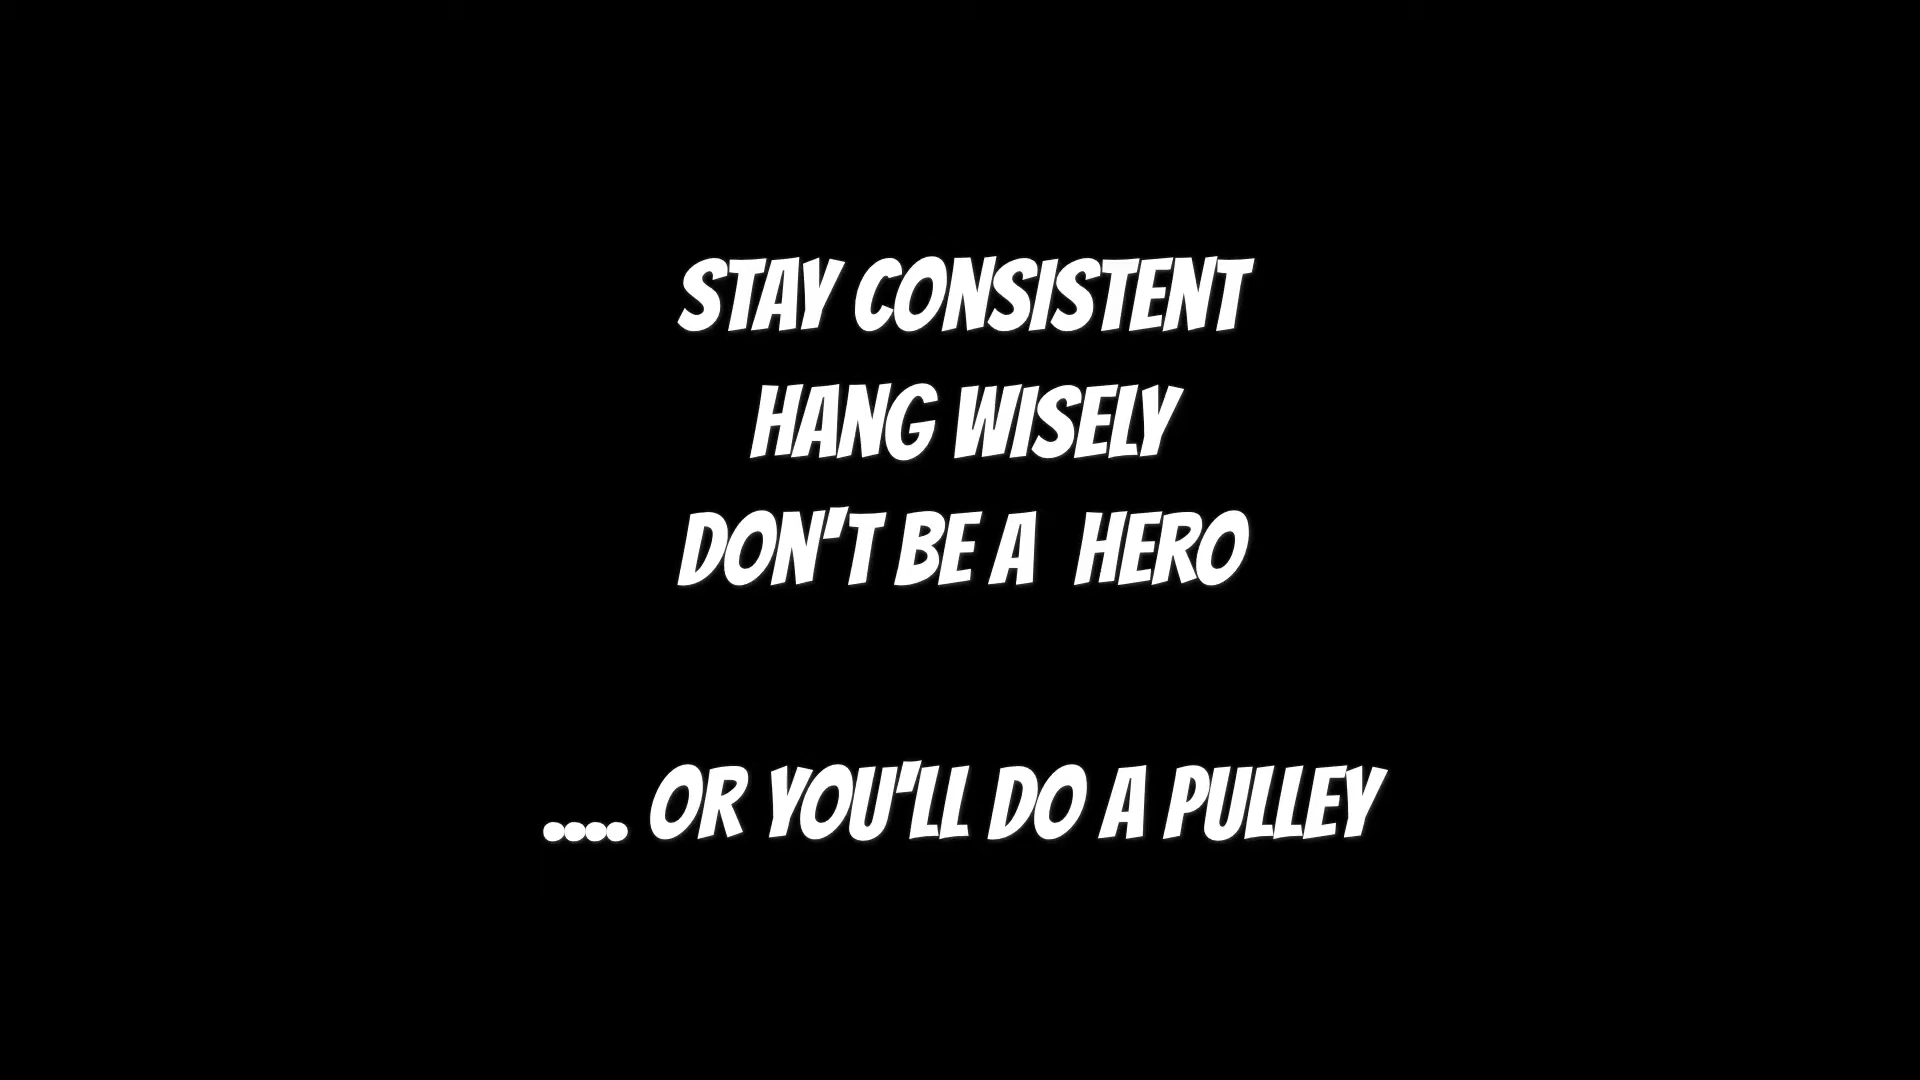 STAY CONSISTENT
HANG WISELY
DON'T BE A  HERO
.... OR YOU'LL DO A PULLEY